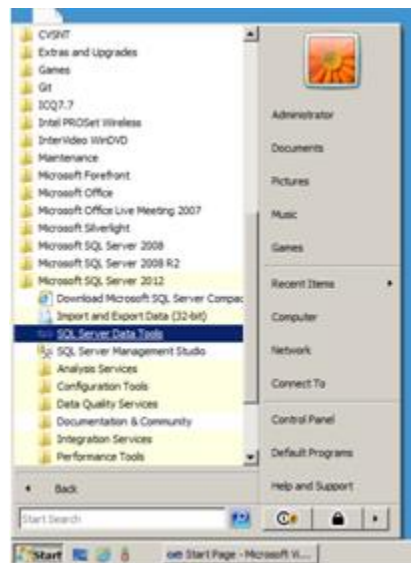 CVSNT
Extras and Upgrades
Games
Git
ICQ7.7
Intel PROSet Wireless
InterVideo WinDVD
Maintenance
Microsoft Forefront
Microsoft Office
Microsoft Office Live Meeting 2007
Microsoft Silverlight
Microsoft SQL Server 2008
Microsoft SQL Server 2008 R2
Microsoft SQL Server 2012
Download Microsoft SQL Server Compac
Import and Export Data (32-bit)
SQL Server Data Tools
SQL Server Management Studio
Analysis Services
Configuration Tools
Data Quality Services
Documentation & Community
Integration Services
Performance Tools
Back
Start Search
Administrator
Documents
Pictures
Music
Games
Recent Items
Computer
Network
Connect To
Control Panel
Default Programs
Help and Support
Start
Start Page - Microsoft Vi...